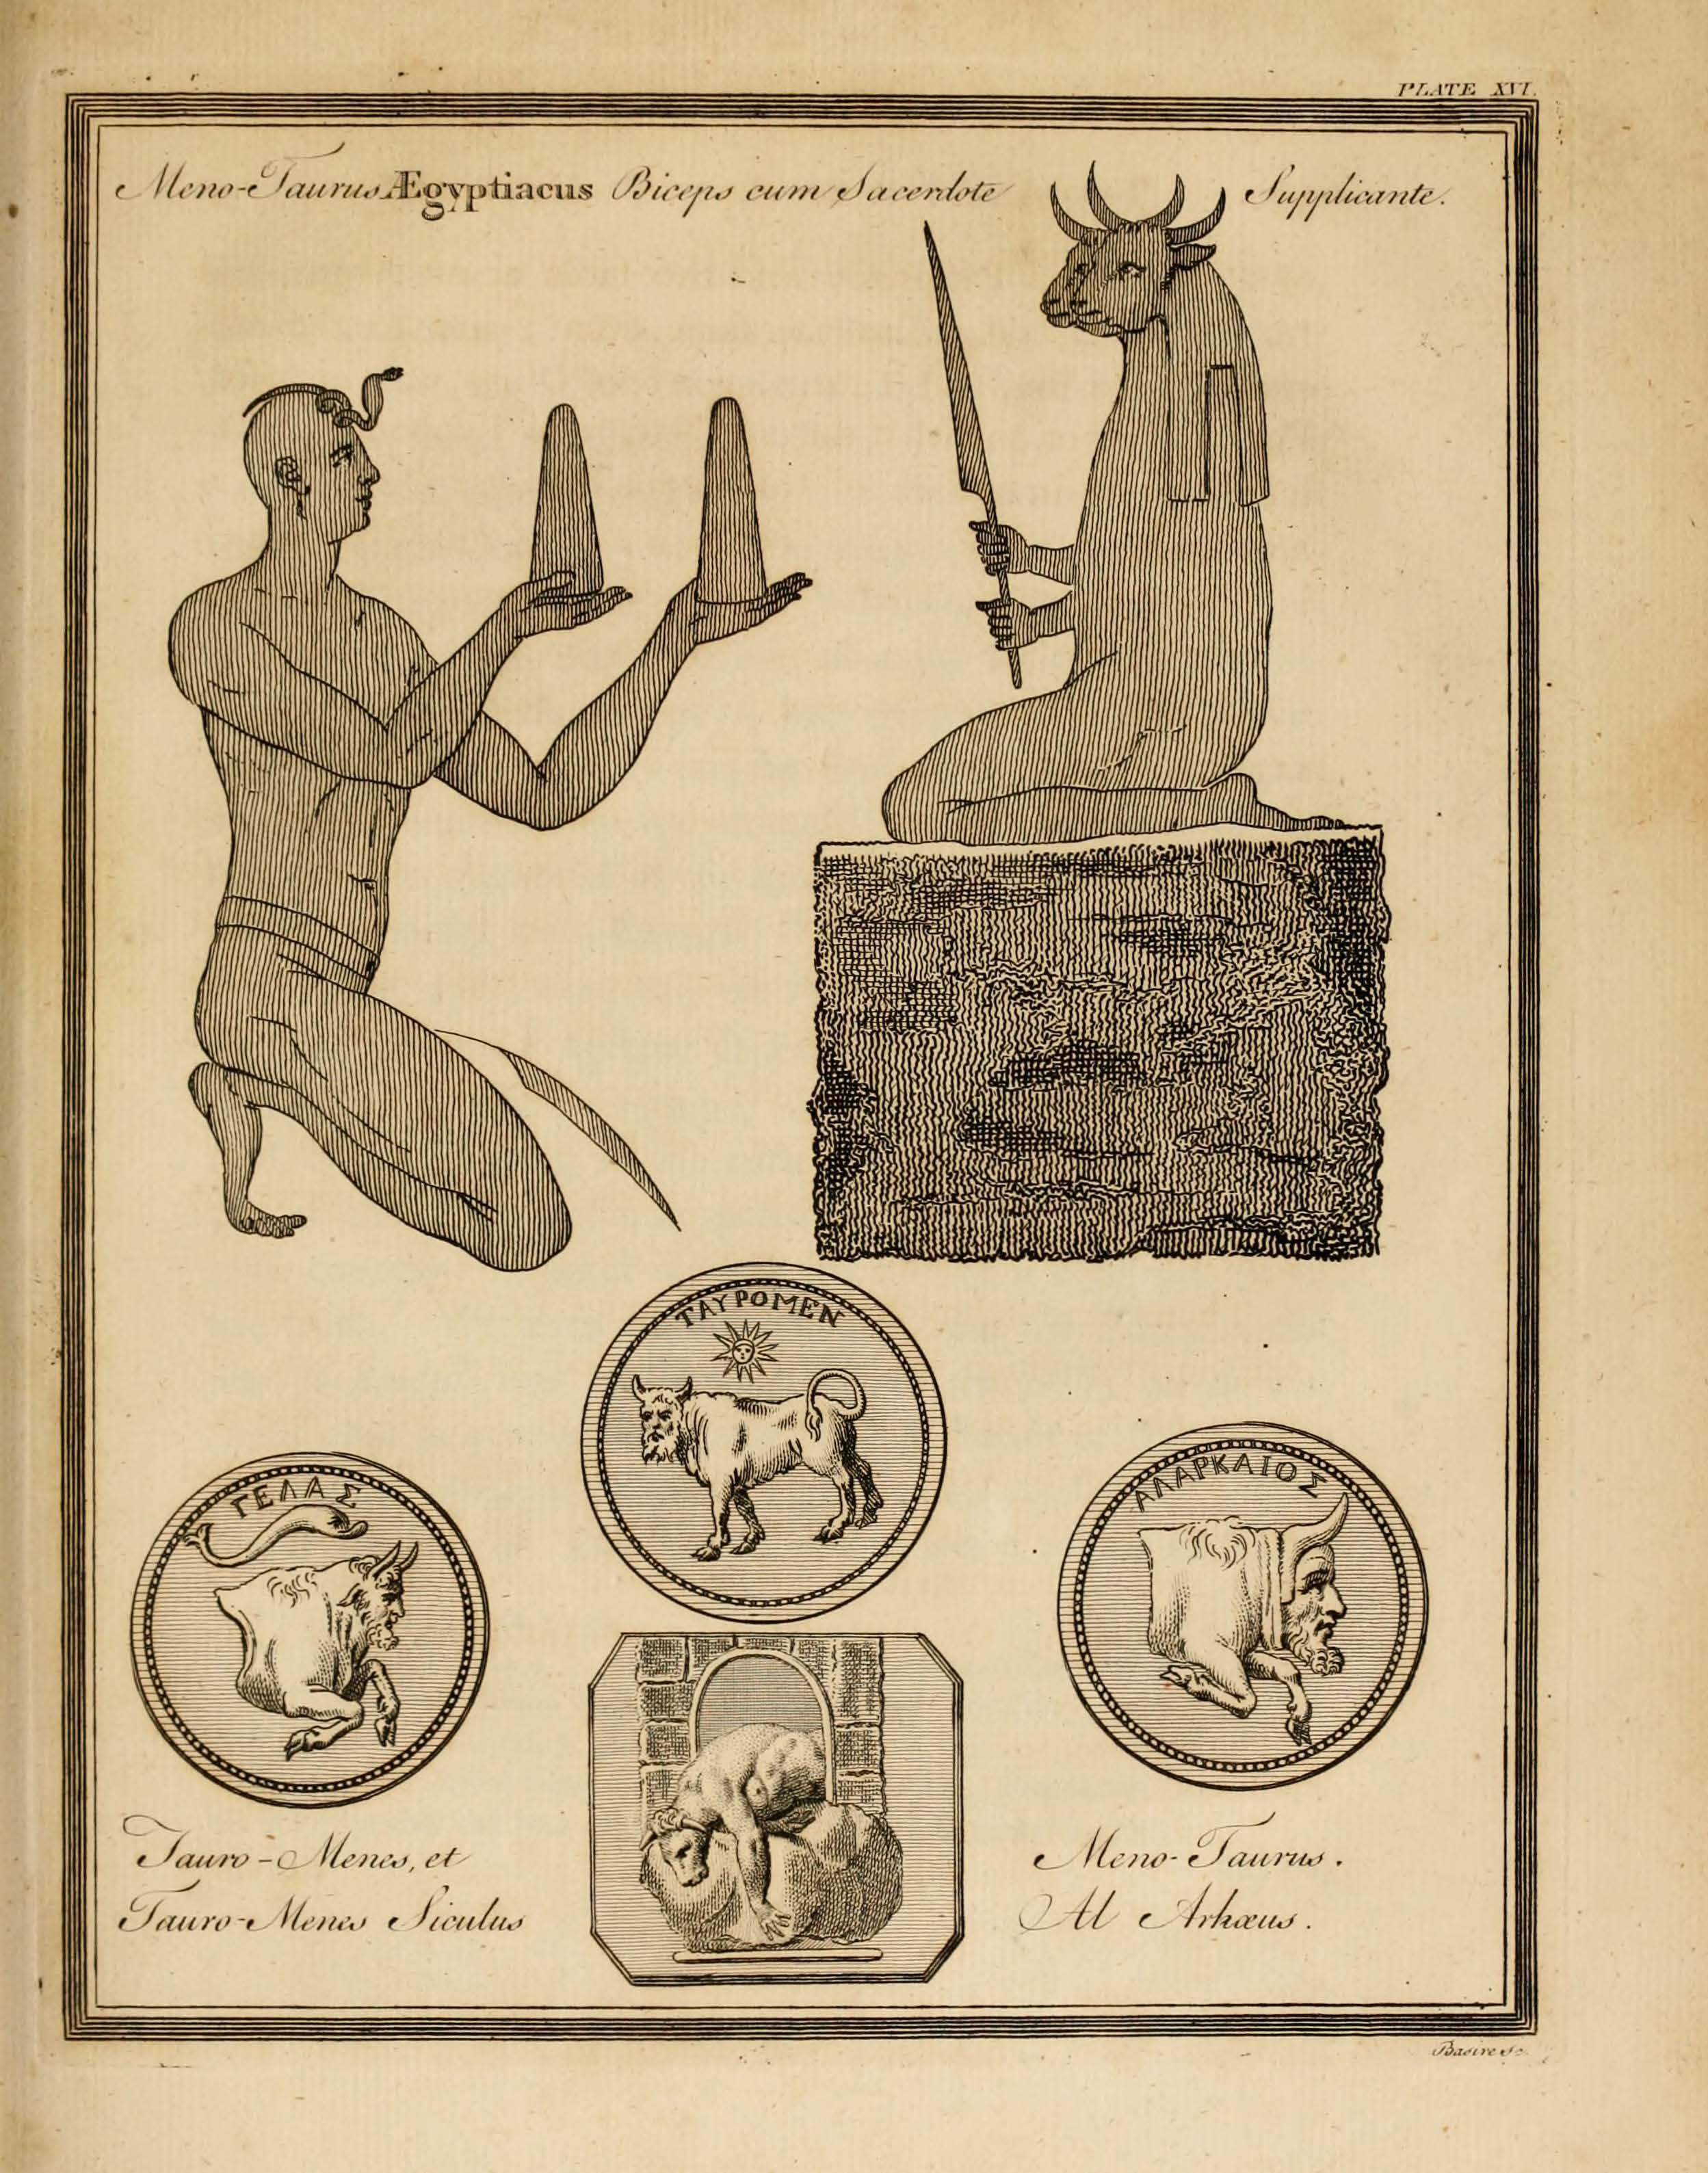 PLATE XVI.
Meno-Taurus Ægyptiacus Biceps cum Sacerdote Supplicante.
ΤΑΥΡΟΜΕΝ
ΓΕΛΑΣ
ΑΛΑΡΚΑΙΟΣ
Tauro-Menes, et
Tauro-Menes Siculus
Meno-Taurus.
Al Arkæus.
Basire Sc.